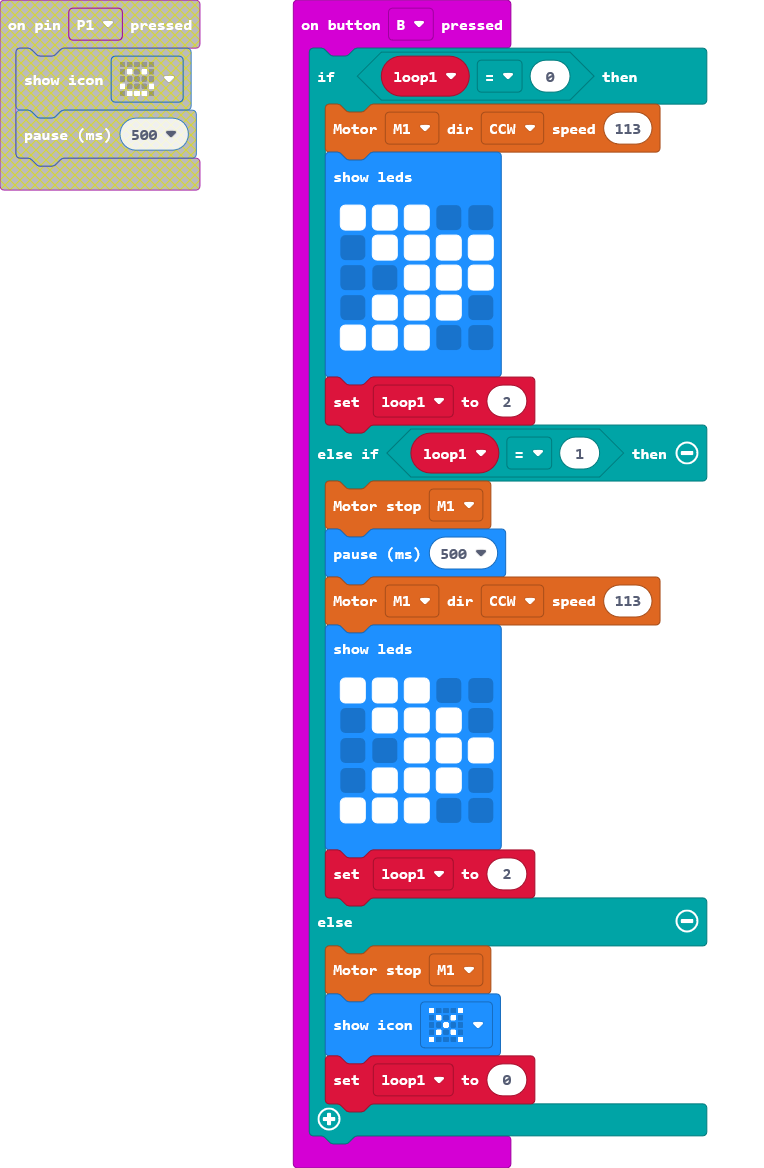 on pin P1 pressed
show icon
pause (ms) 500
on button B pressed
if loop1 = 0 then
Motor M1 dir CCW speed 113
show leds
set loop1 to 2
else if loop1 = 1 then
Motor stop M1
pause (ms) 500
Motor M1 dir CCW speed 113
show leds
set loop1 to 2
else
Motor stop M1
show icon
set loop1 to 0